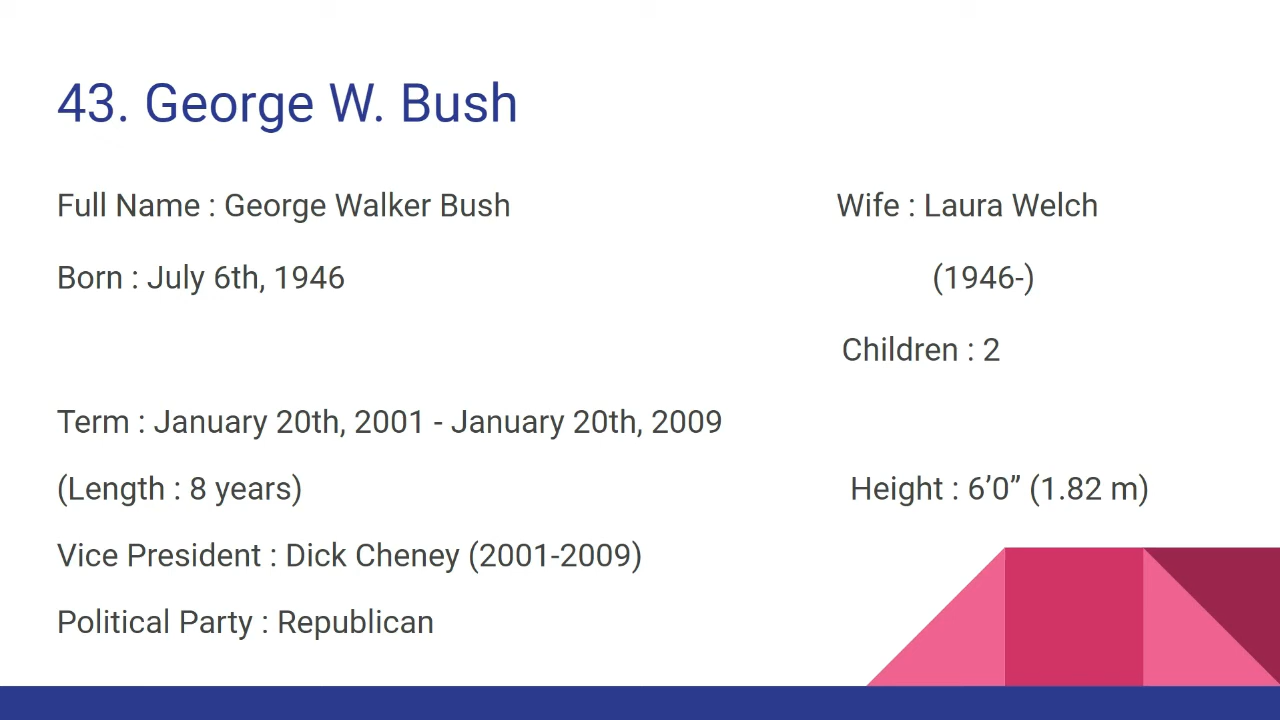 43. George W. Bush
Full Name : George Walker Bush
Wife : Laura Welch
Born : July 6th, 1946
(1946-)
Children : 2
Term : January 20th, 2001 - January 20th, 2009
(Length : 8 years)
Height : 6’0” (1.82 m)
Vice President : Dick Cheney (2001-2009)
Political Party : Republican